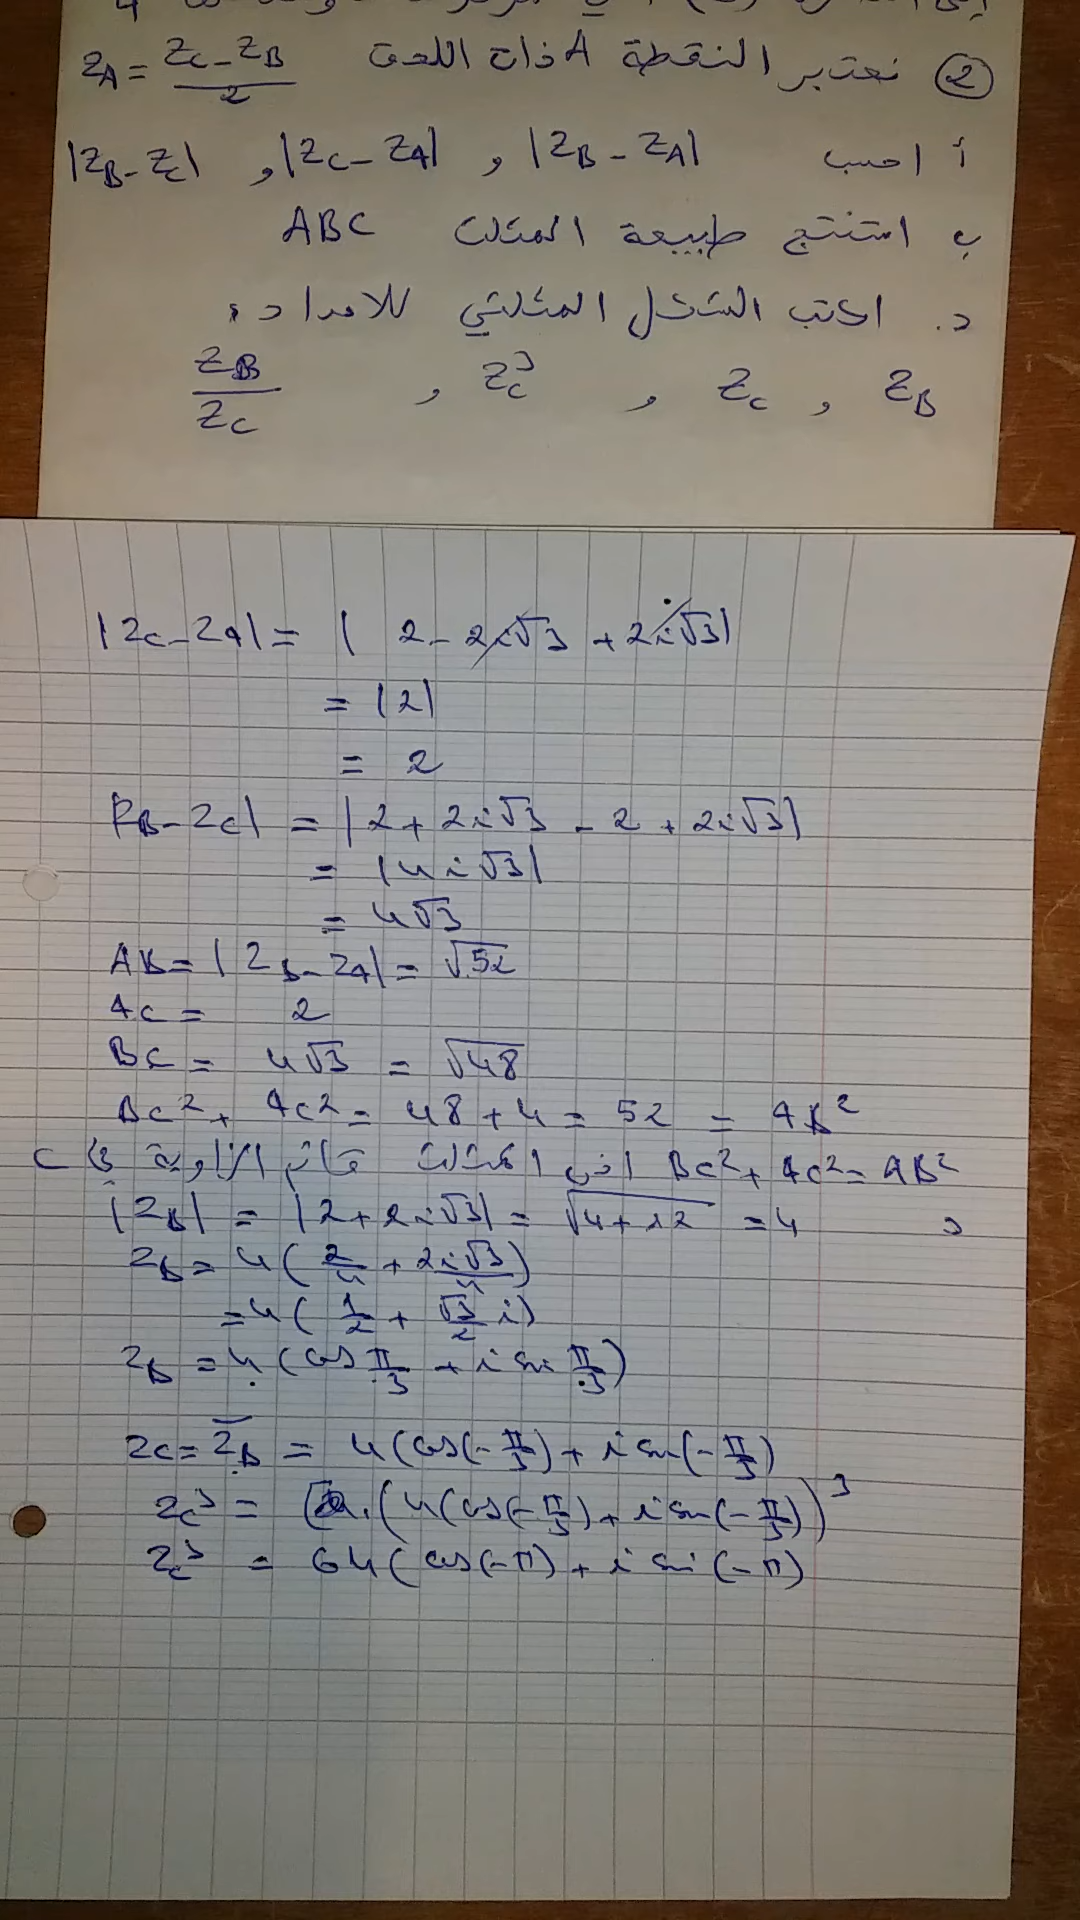 ② نعتبر النقطة A ذات اللحق z_A = (z_C - z_B)/2
أ احسب |z_B - z_A| , |z_C - z_A| , |z_B - z_C|
ب استنتج طبيعة المثلث ABC
د. اكتب الشكل المثلثي للاعداد:
z_B , z_C , z_C^3 , z_B/z_C
|z_C - z_A| = | 2 - 2i√3 + 2i√3 |
= |2|
= 2
|z_B - z_C| = | 2 + 2i√3 - 2 + 2i√3 |
= |4i√3|
= 4√3
AB = |z_B - z_A| = √52
AC = 2
BC = 4√3 = √48
BC² + AC² = 48 + 4 = 52 = AB²
BC² + AC² = AB² اذن المثلث قائم الزاوية في C
د |z_B| = |2 + 2i√3| = √(4+12) = 4
z_B = 4( 2/4 + 2i√3/4 )
= 4( 1/2 + √3/2 i)
z_B = 4 (cos π/3 + i sin π/3)
z_C = \overline{z_B} = 4(cos(-π/3) + i sin(-π/3)
z_C^3 = (4(cos(-π/3) + i sin(-π/3))^3
z_C^3 = 64( cos(-π) + i sin(-π)